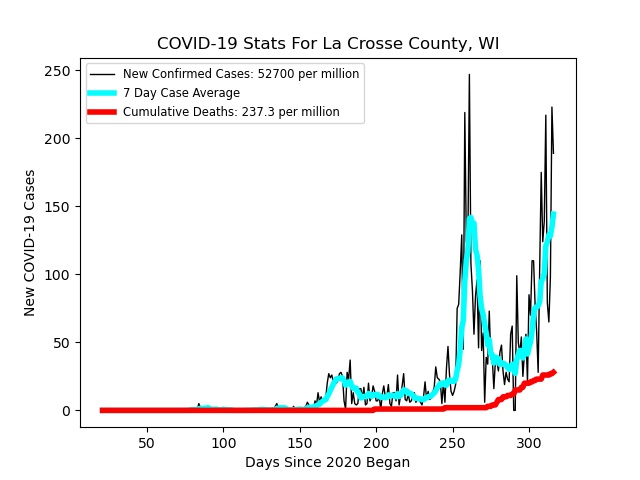 COVID-19 Stats For La Crosse County, WI
New Confirmed Cases: 52700 per million
7 Day Case Average
Cumulative Deaths: 237.3 per million
New COVID-19 Cases
250
200
150
100
50
0
50 100 150 200 250 300
Days Since 2020 Began